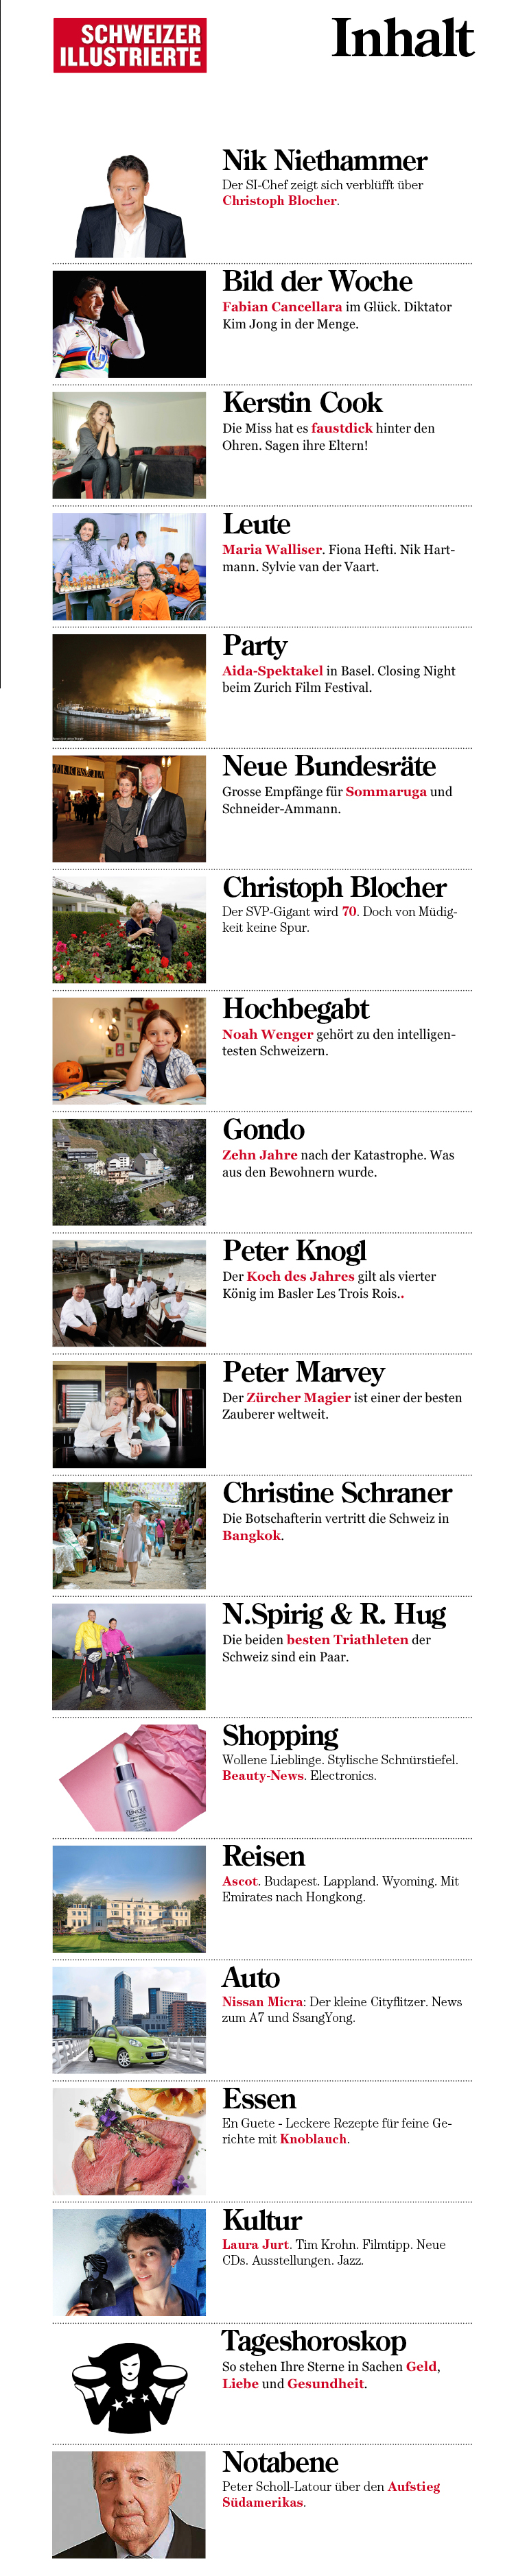 SCHWEIZER
ILLUSTRIERTE
Inhalt
Nik Niethammer
Der SI-Chef zeigt sich verblüfft über
Christoph Blocher.
Bild der Woche
Fabian Cancellara im Glück. Diktator
Kim Jong in der Menge.
Kerstin Cook
Die Miss hat es faustdick hinter den
Ohren. Sagen ihre Eltern!
Leute
Maria Walliser. Fiona Hefti. Nik Hart-
mann. Sylvie van der Vaart.
Party
Aida-Spektakel in Basel. Closing Night
beim Zurich Film Festival.
Neue Bundesräte
Grosse Empfänge für Sommaruga und
Schneider-Ammann.
Christoph Blocher
Der SVP-Gigant wird 70. Doch von Müdig-
keit keine Spur.
Hochbegabt
Noah Wenger gehört zu den intelligen-
testen Schweizern.
Gondo
Zehn Jahre nach der Katastrophe. Was
aus den Bewohnern wurde.
Peter Knogl
Der Koch des Jahres gilt als vierter
König im Basler Les Trois Rois..
Peter Marvey
Der Zürcher Magier ist einer der besten
Zauberer weltweit.
Christine Schraner
Die Botschafterin vertritt die Schweiz in
Bangkok.
N.Spirig & R. Hug
Die beiden besten Triathleten der
Schweiz sind ein Paar.
Shopping
Wollene Lieblinge. Stylische Schnürstiefel.
Beauty-News. Electronics.
CLINIQUE
Reisen
Ascot. Budapest. Lappland. Wyoming. Mit
Emirates nach Hongkong.
Auto
Nissan Micra: Der kleine Cityflitzer. News
zum A7 und SsangYong.
Essen
En Guete - Leckere Rezepte für feine Ge-
richte mit Knoblauch.
Kultur
Laura Jurt. Tim Krohn. Filmtipp. Neue
CDs. Ausstellungen. Jazz.
Tageshoroskop
So stehen Ihre Sterne in Sachen Geld,
Liebe und Gesundheit.
Notabene
Peter Scholl-Latour über den Aufstieg
Südamerikas.